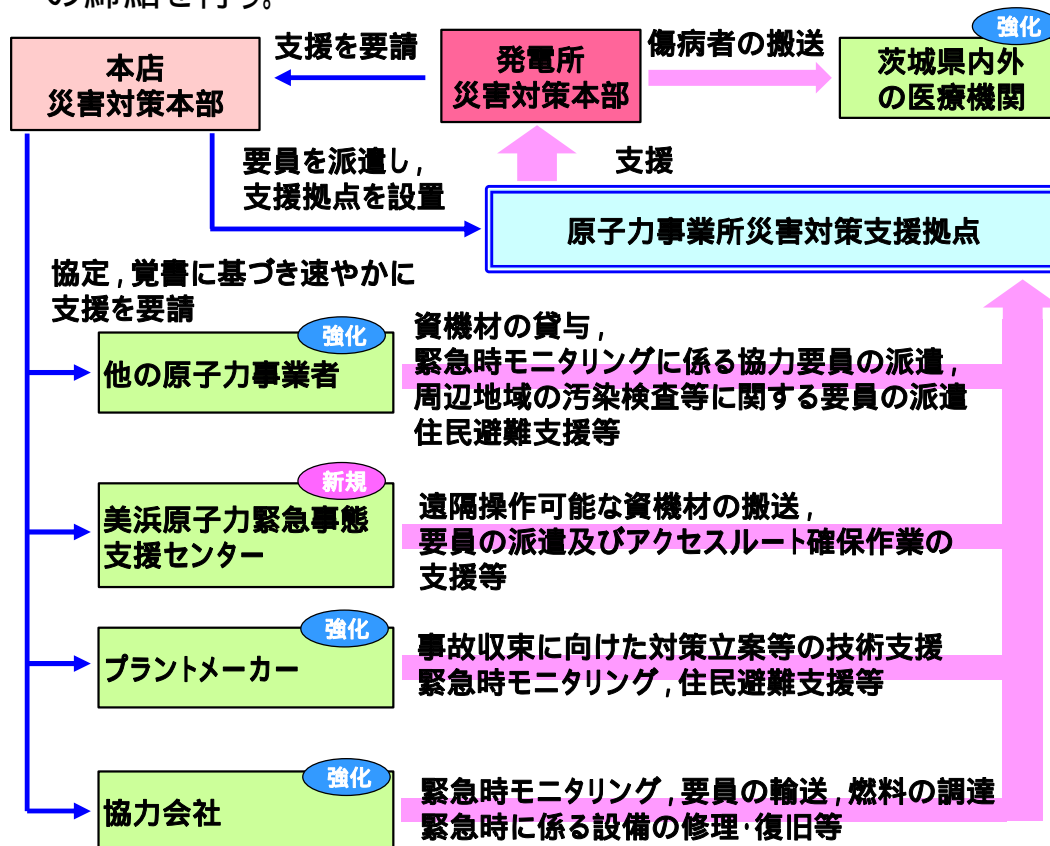 強化
本店
災害対策本部
支援を要請
発電所
災害対策本部
傷病者の搬送
茨城県内外
の医療機関
要員を派遣し,
支援拠点を設置
支援
原子力事業所災害対策支援拠点
協定,覚書に基づき速やかに
支援を要請
強化
他の原子力事業者
資機材の貸与,
緊急時モニタリングに係る協力要員の派遣,
周辺地域の汚染検査等に関する要員の派遣
住民避難支援等
新規
美浜原子力緊急事態
支援センター
遠隔操作可能な資機材の搬送,
要員の派遣及びアクセスルート確保作業の
支援等
強化
プラントメーカー
事故収束に向けた対策立案等の技術支援
緊急時モニタリング,住民避難支援等
強化
協力会社
緊急時モニタリング,要員の輸送,燃料の調達
緊急時に係る設備の修理・復旧等